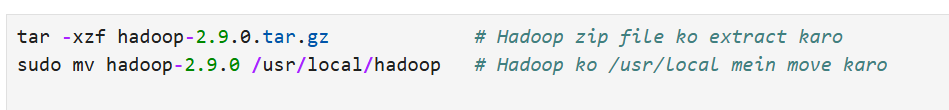 tar -xzf hadoop-2.9.0.tar.gz # Hadoop zip file ko extract karo
sudo mv hadoop-2.9.0 /usr/local/hadoop # Hadoop ko /usr/local mein move karo